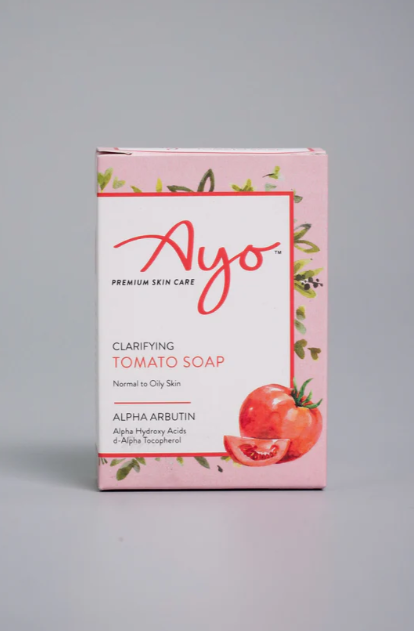 Ayo™
PREMIUM SKIN CARE
CLARIFYING
TOMATO SOAP
Normal to Oily Skin
ALPHA ARBUTIN
Alpha Hydroxy Acids
d-Alpha Tocopherol